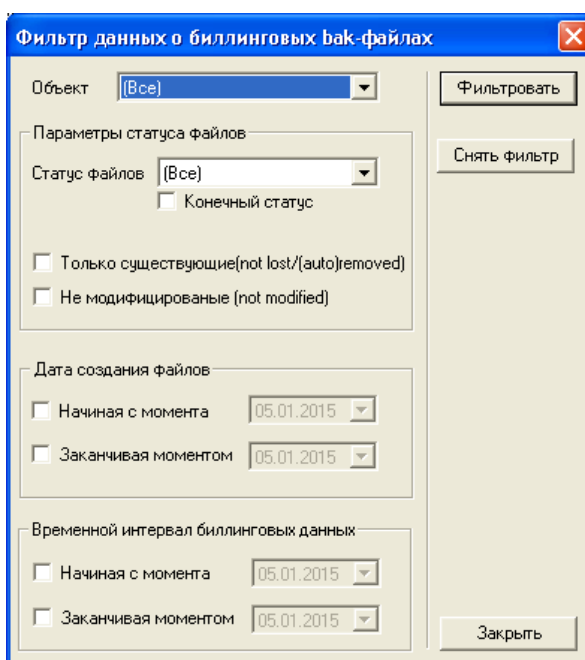 Фильтр данных о биллинговых bak-файлах
Объект (Все) Фильтровать
Параметры статуса файлов
Снять фильтр
Статус файлов (Все)
Конечный статус
Только существующие(not lost/(auto)removed)
Не модифицированые (not modified)
Дата создания файлов
Начиная с момента 05.01.2015
Заканчивая моментом 05.01.2015
Временной интервал биллинговых данных
Начиная с момента 05.01.2015
Заканчивая моментом 05.01.2015
Закрыть